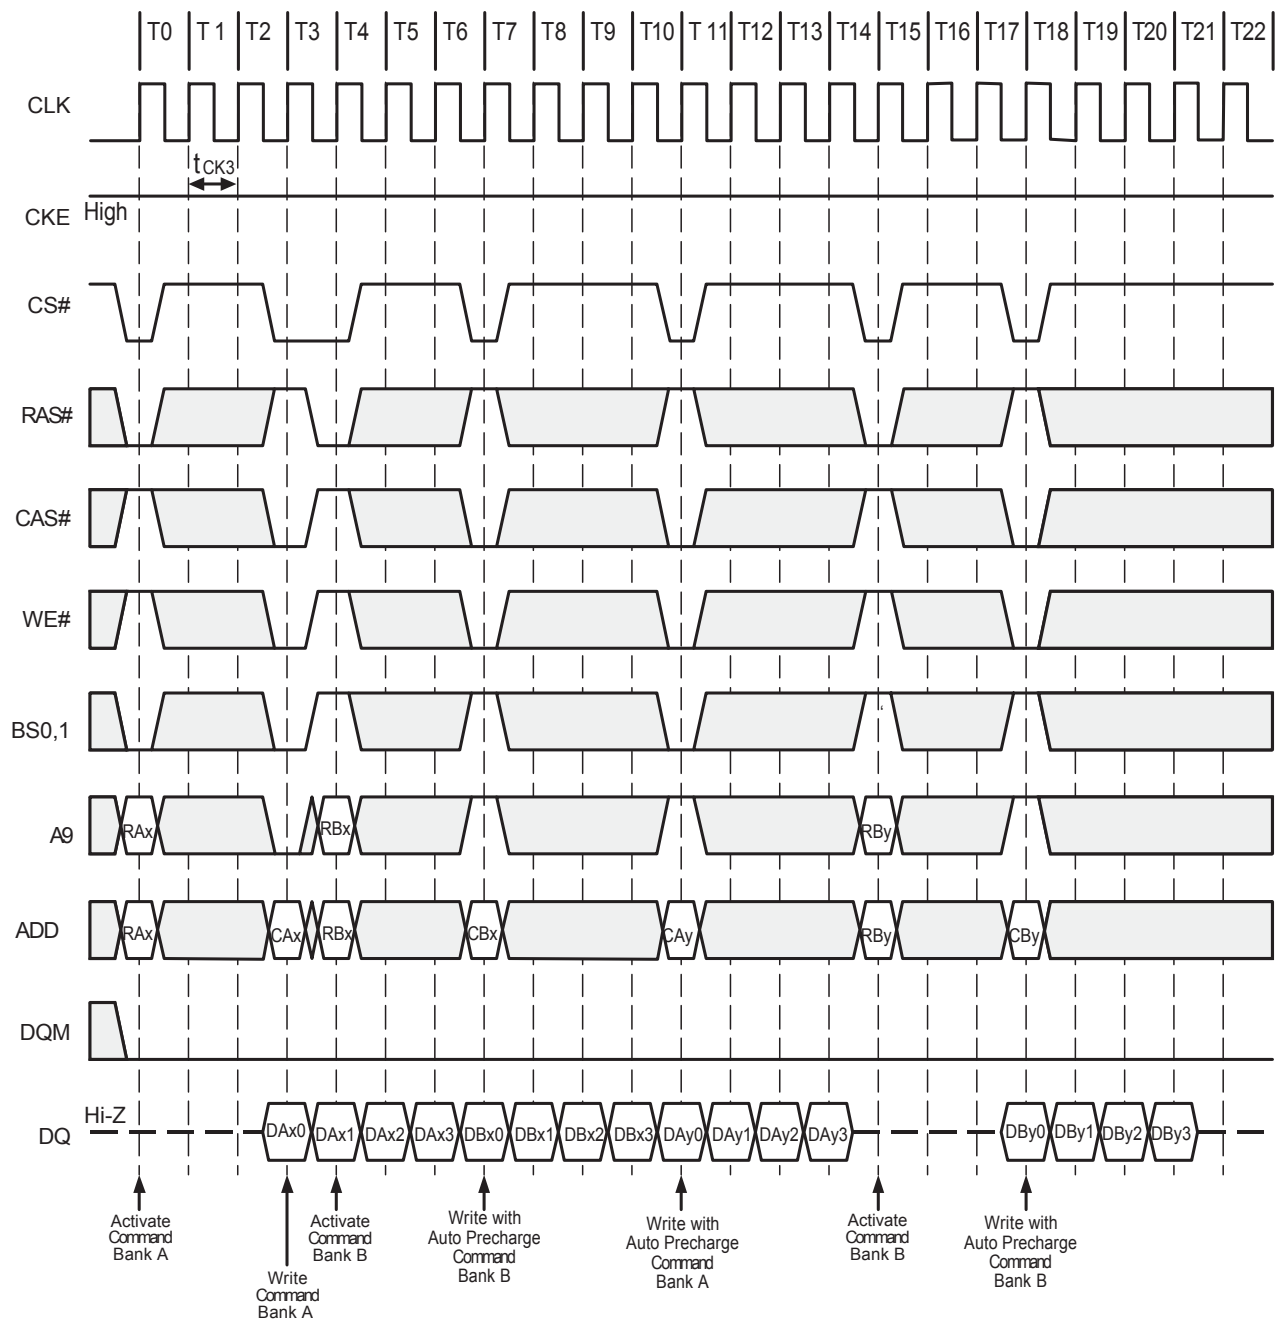 T0 T 1 T2 T3 T4 T5 T6 T7 T8 T9 T10 T 11 T12 T13 T14 T15 T16 T17 T18 T19 T20 T21 T22
CLK
tCK3
CKE High
CS#
RAS#
CAS#
WE#
BS0,1
A9 RAx RBx RBy
ADD RAx CAx RBx CBx CAy RBy CBy
DQM
Hi-Z
DQ DAx0 DAx1 DAx2 DAx3 DBx0 DBx1 DBx2 DBx3 DAy0 DAy1 DAy2 DAy3 DBy0 DBy1 DBy2 DBy3
Activate
Command
Bank A
Write
Command
Bank A
Activate
Command
Bank B
Write with
Auto Precharge
Command
Bank B
Write with
Auto Precharge
Command
Bank A
Activate
Command
Bank B
Write with
Auto Precharge
Command
Bank B